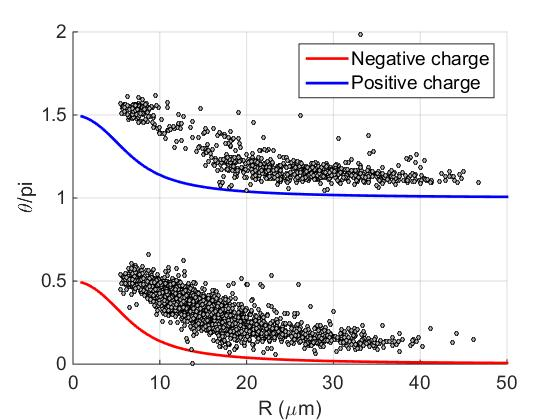 2
Negative charge
Positive charge
1.5
1
0.5
0
θ/pi
0 10 20 30 40 50
R (μm)